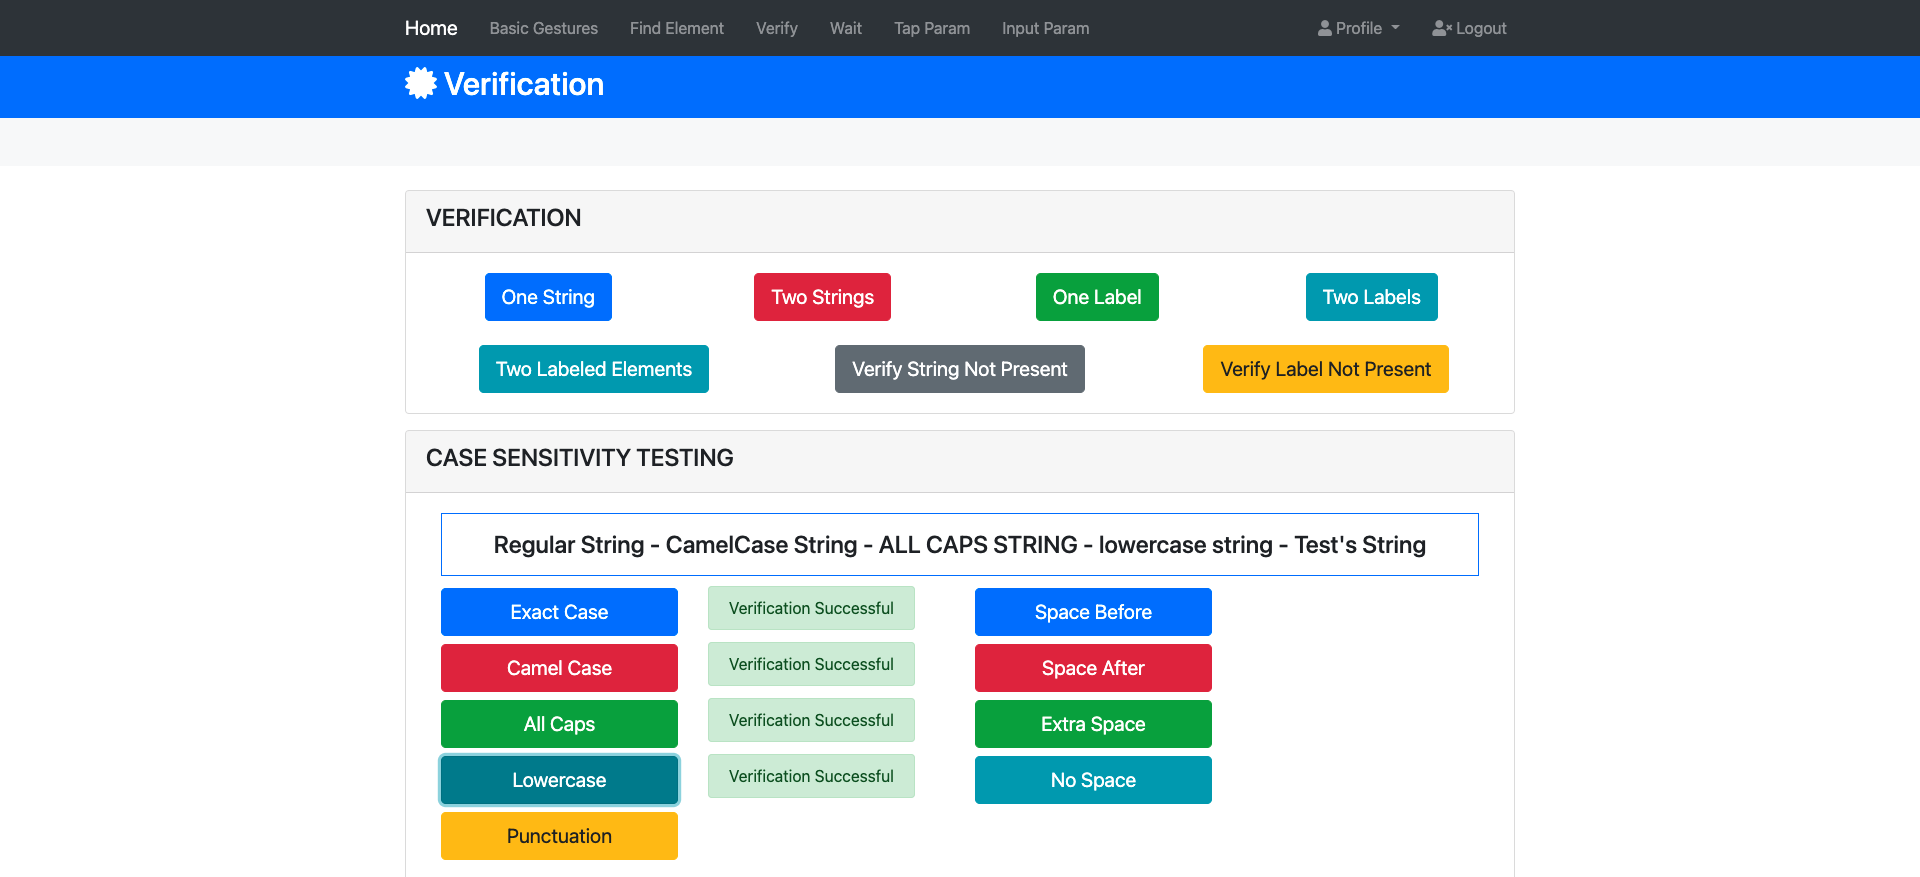 Home Basic Gestures Find Element Verify Wait Tap Param Input Param Profile Logout
Verification
VERIFICATION
One String Two Strings One Label Two Labels
Two Labeled Elements Verify String Not Present Verify Label Not Present
CASE SENSITIVITY TESTING
Regular String - CamelCase String - ALL CAPS STRING - lowercase string - Test's String
Exact Case Verification Successful Space Before
Camel Case Verification Successful Space After
All Caps Verification Successful Extra Space
Lowercase Verification Successful No Space
Punctuation